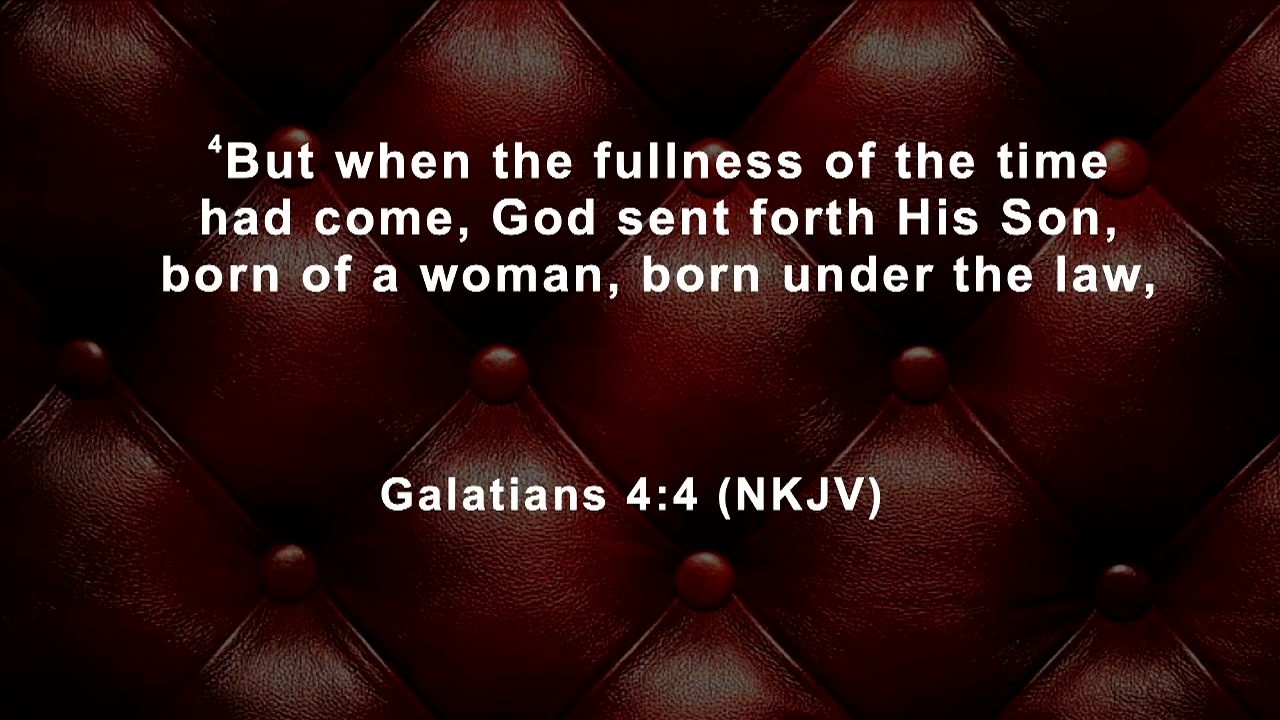 ⁴But when the fullness of the time
had come, God sent forth His Son,
born of a woman, born under the law,
Galatians 4:4 (NKJV)